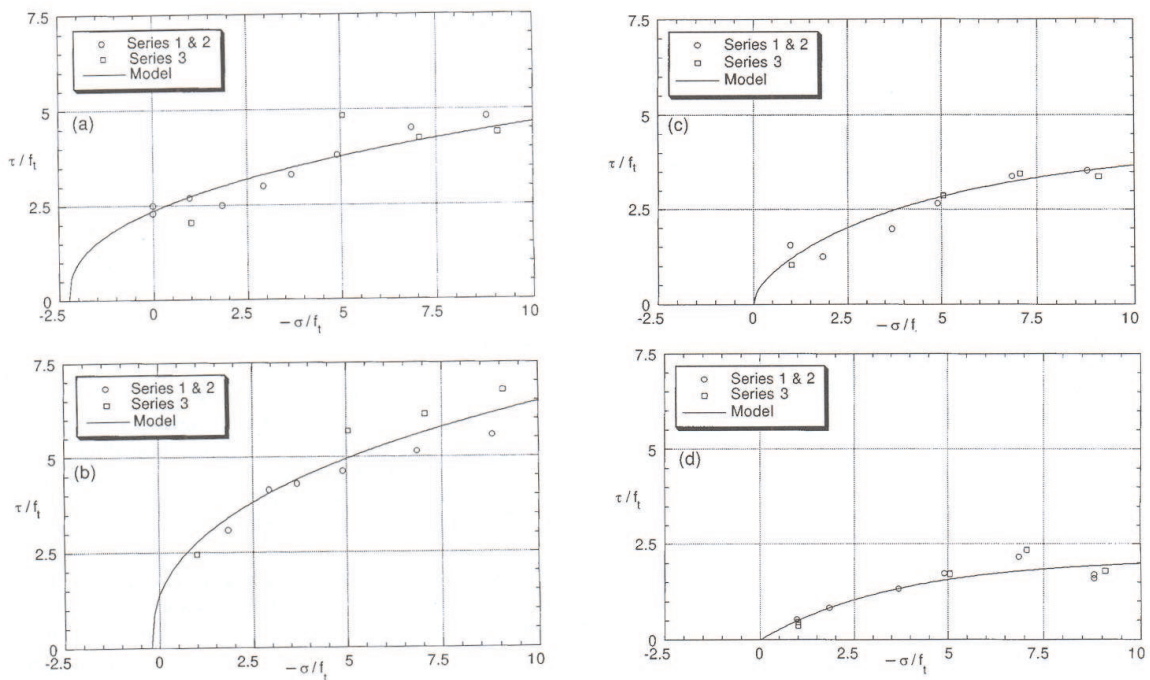 7.5
Series 1 & 2
Series 3
Model
5
(a)
τ / f_t
2.5
0
-2.5 0 2.5 5 7.5 10
− σ / f_t
7.5
Series 1 & 2
Series 3
Model
5
(b)
τ / f_t
2.5
0
-2.5 0 2.5 5 7.5 10
− σ / f_t
7.5
Series 1 & 2
Series 3
Model
5
(c)
τ / f_t
2.5
0
-2.5 0 2.5 5 7.5 10
− σ / f
7.5
Series 1 & 2
Series 3
Model
5
(d)
τ / f_t
2.5
0
-2.5 0 2.5 5 7.5 10
− σ / f_t